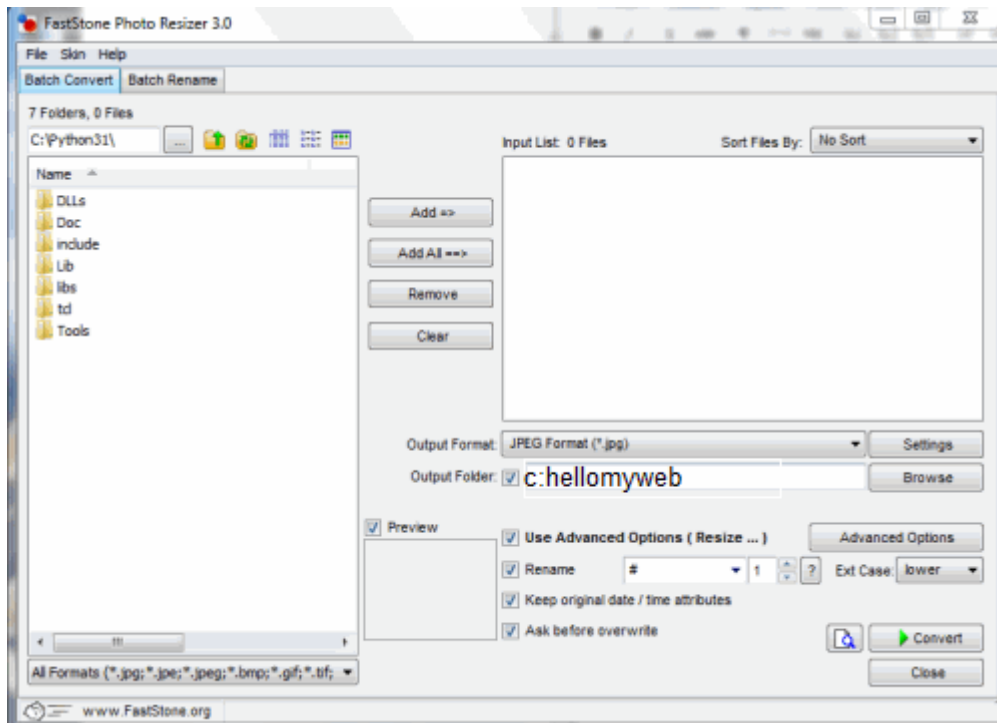 FastStone Photo Resizer 3.0
File Skin Help
Batch Convert Batch Rename
7 Folders, 0 Files
C:\Python31\ ...
Input List: 0 Files Sort Files By: No Sort
Name
DLLs
Doc
include
Lib
libs
tcl
Tools
Add =>
Add All ==>
Remove
Clear
Output Format: JPEG Format (*.jpg) Settings
Output Folder: c:hellomyweb Browse
Preview
Use Advanced Options ( Resize ... ) Advanced Options
Rename # 1 ? Ext Case: lower
Keep original date / time attributes
Ask before overwrite
Convert
All Formats (*.jpg;*.jpe;*.jpeg;*.bmp;*.gif;*.tif;
Close
www.FastStone.org